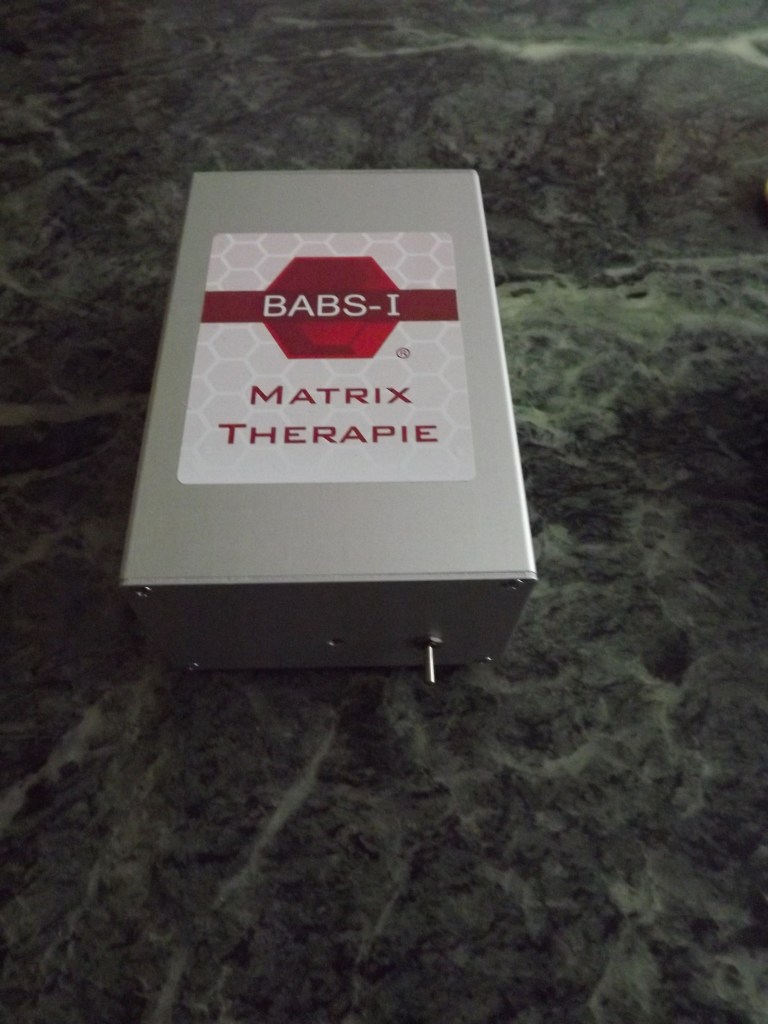 BABS-I
®
MATRIX
THERAPIE